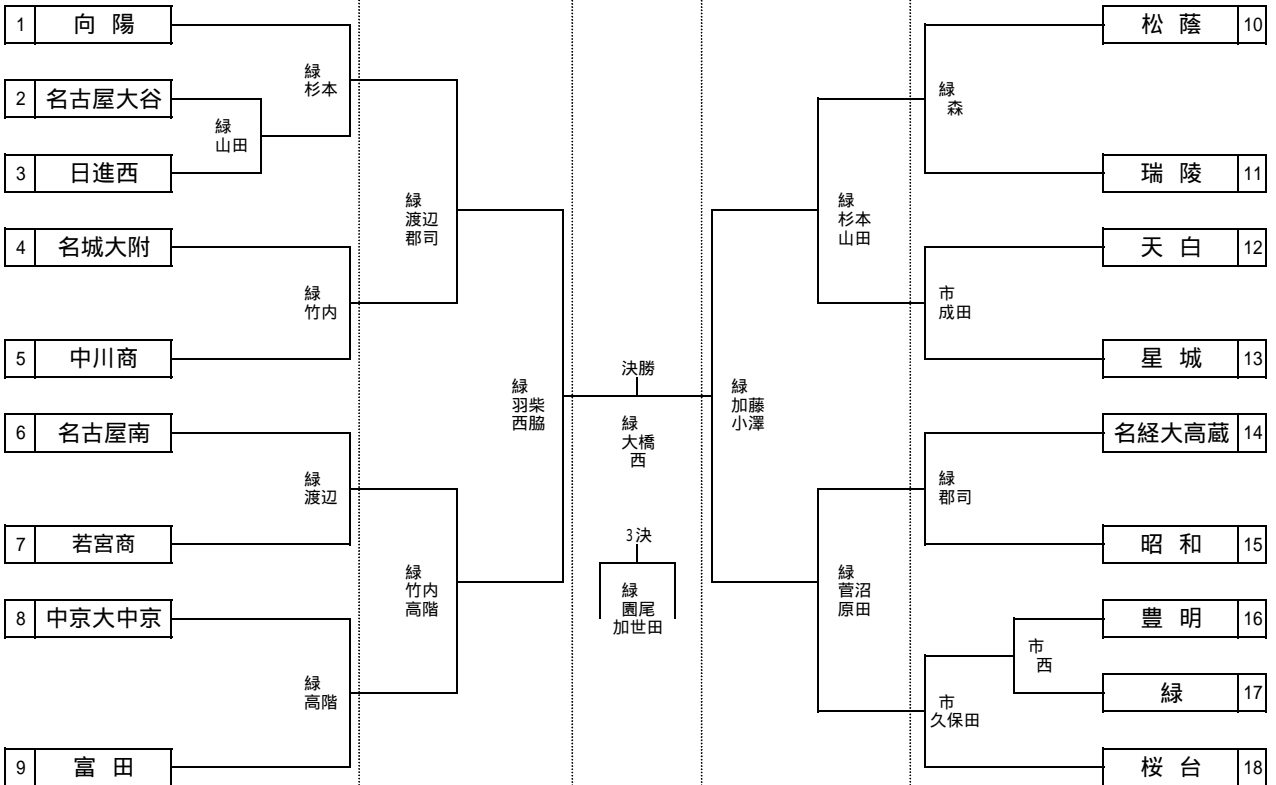 1 向 陽
緑
杉本
2 名古屋大谷
緑
山田
3 日進西
緑
渡辺
郡司
4 名城大附
緑
竹内
5 中川商
緑
羽柴
西脇
6 名古屋南
緑
渡辺
7 若宮商
緑
竹内
高階
8 中京大中京
緑
高階
9 富 田
決勝
緑
大橋
西
3決
緑
園尾
加世田
松 蔭 10
緑
森
瑞 陵 11
緑
杉本
山田
天 白 12
市
成田
星 城 13
緑
加藤
小澤
名経大高蔵 14
緑
郡司
昭 和 15
緑
菅沼
原田
豊 明 16
市
西
緑 17
市
久保田
桜 台 18